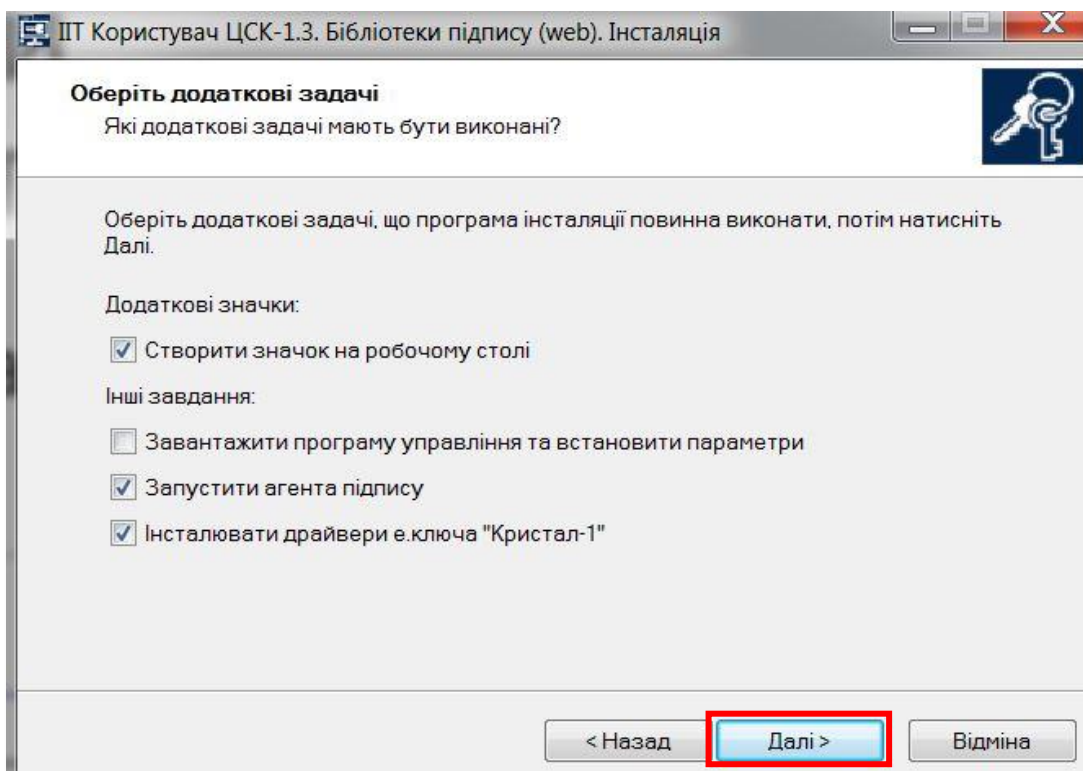 ІІТ Користувач ЦСК-1.3. Бібліотеки підпису (web). Інсталяція
Оберіть додаткові задачі
Які додаткові задачі мають бути виконані?
Оберіть додаткові задачі, що програма інсталяції повинна виконати, потім натисніть
Далі.
Додаткові значки:
Створити значок на робочому столі
Інші завдання:
Завантажити програму управління та встановити параметри
Запустити агента підпису
Інсталювати драйвери е.ключа "Кристал-1"
< Назад
Далі >
Відміна